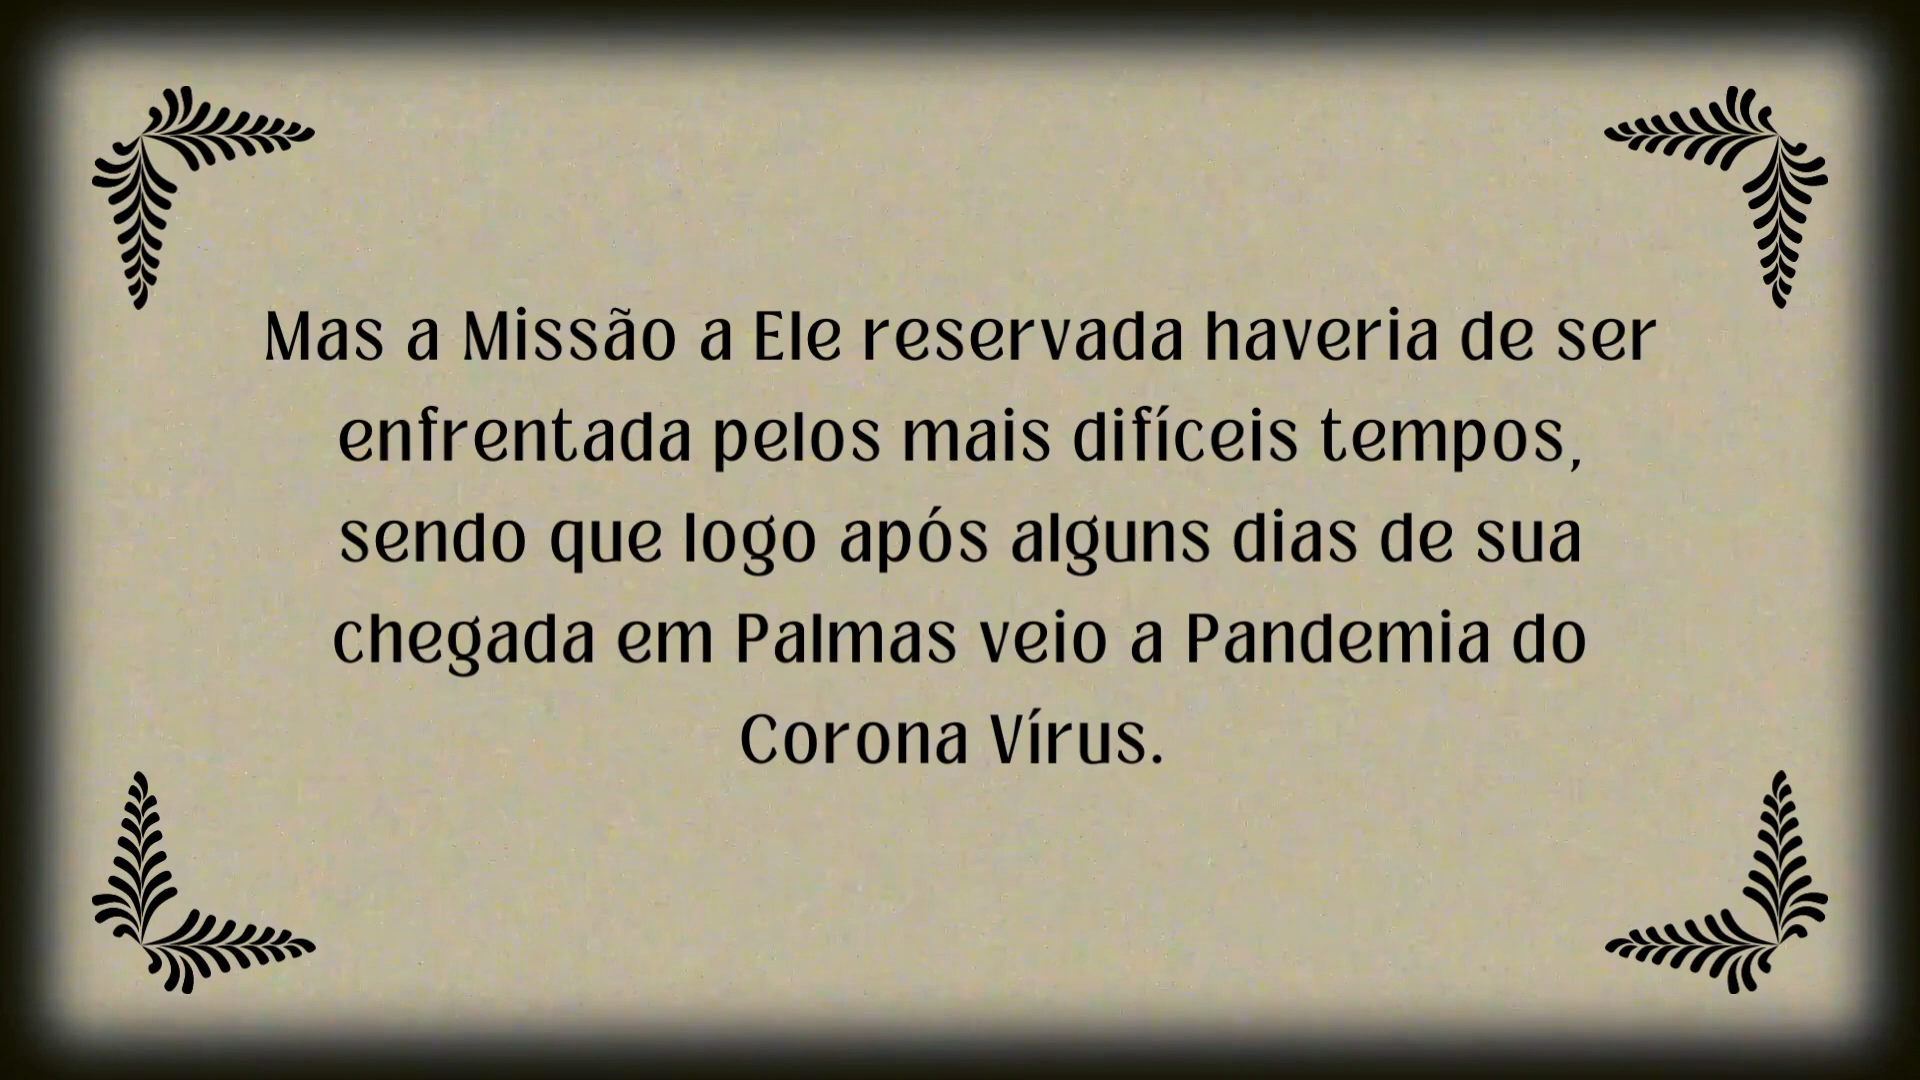 Mas a Missão a Ele reservada haveria de ser
enfrentada pelos mais difíceis tempos,
sendo que logo após alguns dias de sua
chegada em Palmas veio a Pandemia do
Corona Vírus.